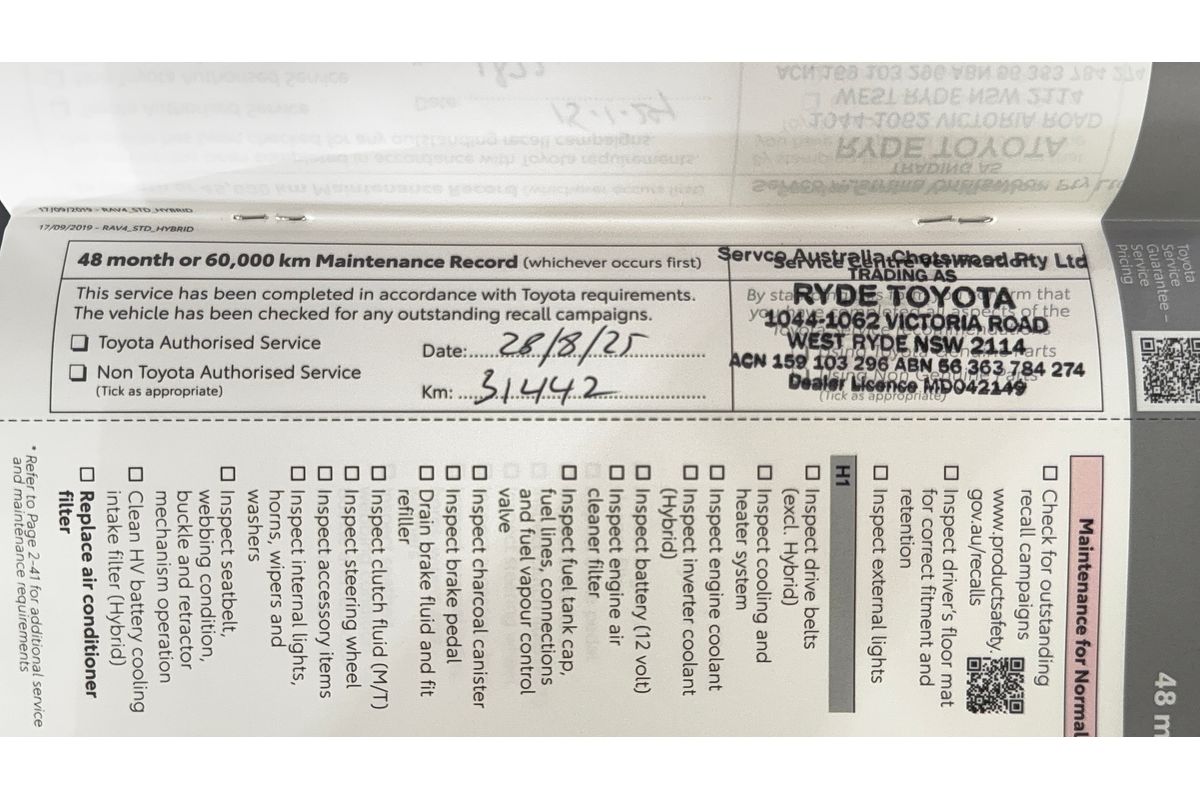 17/09/2019 - RAV4_STD_HYBRID
17/09/2019 - RAV4_STD_HYBRID
48 month or 60,000 km Maintenance Record (whichever occurs first)
This service has been completed in accordance with Toyota requirements.
The vehicle has been checked for any outstanding recall campaigns.
Toyota Authorised Service
Non Toyota Authorised Service
(Tick as appropriate)
Date: 28/8/25
Km: 31442
Servco Australia Chatswood Pty Ltd
TRADING AS
RYDE TOYOTA
1044-1062 VICTORIA ROAD
WEST RYDE NSW 2114
ACN 159 103 296 ABN 56 363 784 274
Dealer Licence MD042149
(Tick as appropriate)
Toyota
Service
Guarantee –
Service
Pricing
48 m
Maintenance for Normal
Check for outstanding
recall campaigns
www.productsafety.
gov.au/recalls
Inspect driver's floor mat
for correct fitment and
retention
Inspect external lights
H1
Inspect drive belts
(excl. Hybrid)
Inspect cooling and
heater system
Inspect engine coolant
Inspect inverter coolant
(Hybrid)
Inspect battery (12 volt)
Inspect engine air
cleaner filter
Inspect fuel tank cap,
fuel lines, connections
and fuel vapour control
valve
Inspect charcoal canister
Inspect brake pedal
Drain brake fluid and fit
refiller
Inspect clutch fluid (M/T)
Inspect steering wheel
Inspect accessory items
Inspect internal lights,
horns, wipers and
washers
Inspect seatbelt,
webbing condition,
buckle and retractor
mechanism operation
Clean HV battery cooling
intake filter (Hybrid)
Replace air conditioner
filter
* Refer to Page 2-41 for additional service
and maintenance requirements